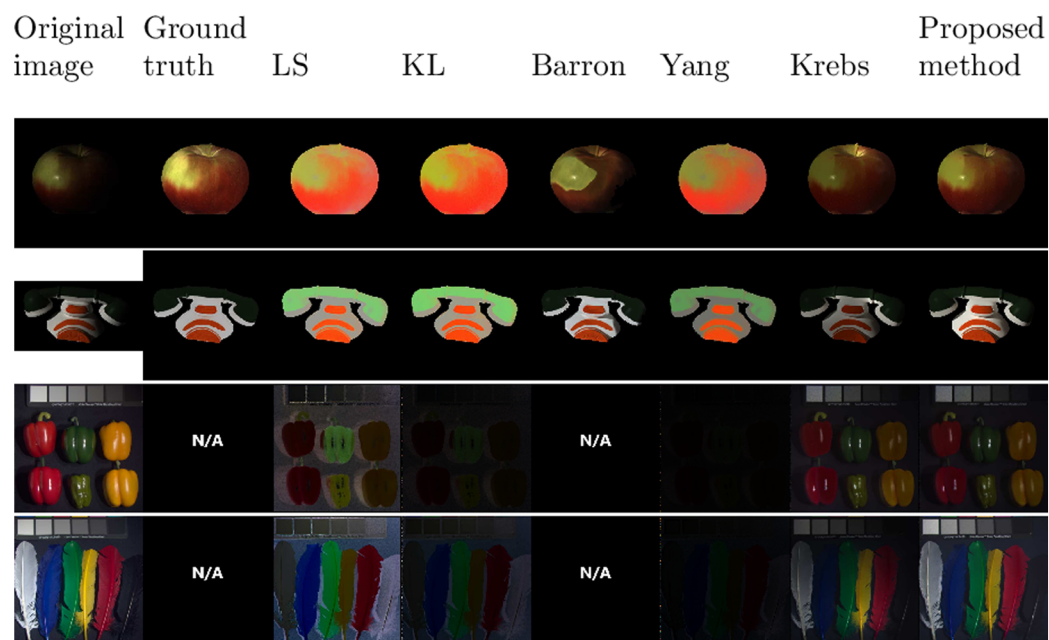 Original image
Ground truth
LS
KL
Barron
Yang
Krebs
Proposed method
N/A
N/A
N/A
N/A